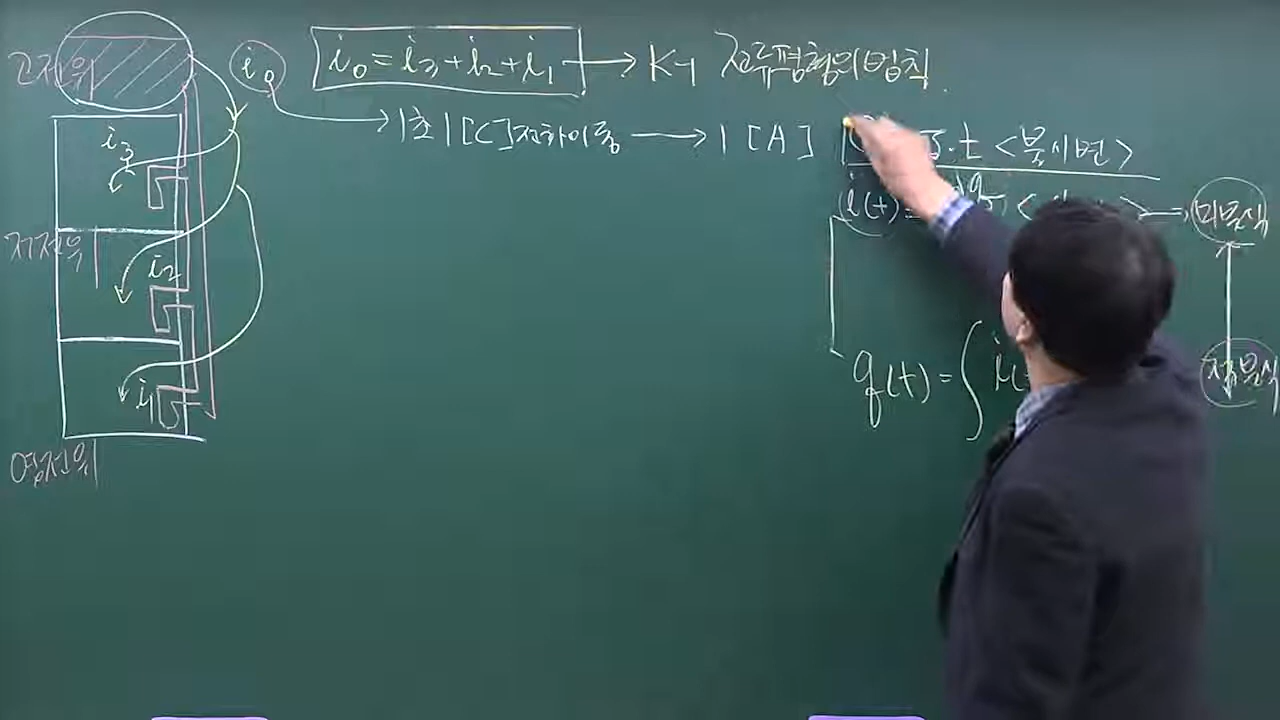 고전위
i₀
i₀ = i₃ + i₂ + i₁ → K-1 전류평형의 법칙.
1초 1[C]전하이동 → 1 [A]
·t <불시변>
i(t) =
미분식
i₃
저전위
i₂
q(t) = ∫ i(
적분식
i₁
영전위